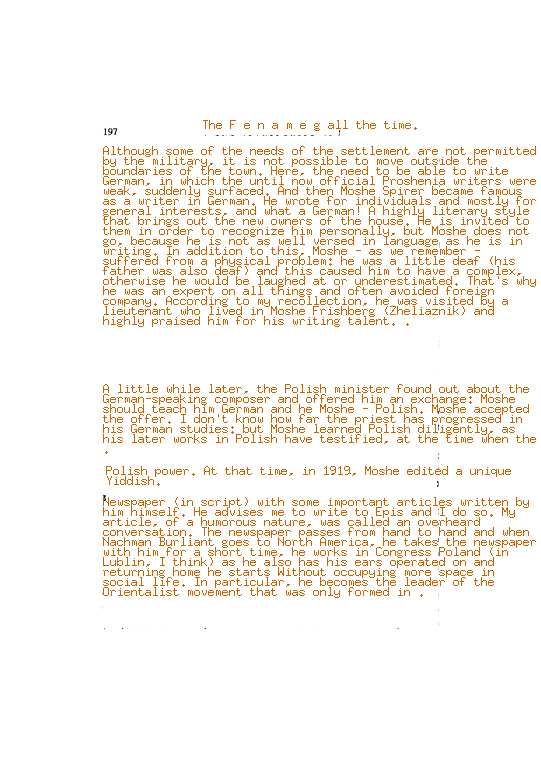 The F e n a m e g all the time.
197
Although some of the needs of the settlement are not permitted
by the military, it is not possible to move outside the
boundaries of the town. Here, the need to be able to write
German, in which the until now official Proshenia writers were
weak, suddenly surfaced. And then Moshe Spirer became famous
as a writer in German. He wrote for individuals and mostly for
general interests, and what a German! A highly literary style
that brings out the new owners of the house. He is invited to
them in order to recognize him personally, but Moshe does not
go, because he is not as well versed in language as he is in
writing. In addition to this, Moshe - as we remember -
suffered from a physical problem: he was a little deaf (his
father was also deaf) and this caused him to have a complex,
otherwise he would be laughed at or underestimated. That's why
he was an expert on all things and often avoided foreign
company. According to my recollection, he was visited by a
lieutenant who lived in Moshe Frishberg (Zheliaznik) and
highly praised him for his writing talent. .
A little while later, the Polish minister found out about the
German-speaking composer and offered him an exchange: Moshe
should teach him German and he Moshe - Polish. Moshe accepted
the offer. I don't know how far the priest has progressed in
his German studies; but Moshe learned Polish diligently, as
his later works in Polish have testified, at the time when the
.
Polish power. At that time, in 1919, Moshe edited a unique
Yiddish.
Newspaper (in script) with some important articles written by
him himself. He advises me to write to Epis and I do so. My
article, of a humorous nature, was called an overheard
conversation. The newspaper passes from hand to hand and when
Nachman Burliant goes to North America, he takes the newspaper
with him for a short time, he works in Congress Poland (in
Lublin, I think) as he also has his ears operated on and
returning home he starts Without occupying more space in
social life. In particular, he becomes the leader of the
Orientalist movement that was only formed in .